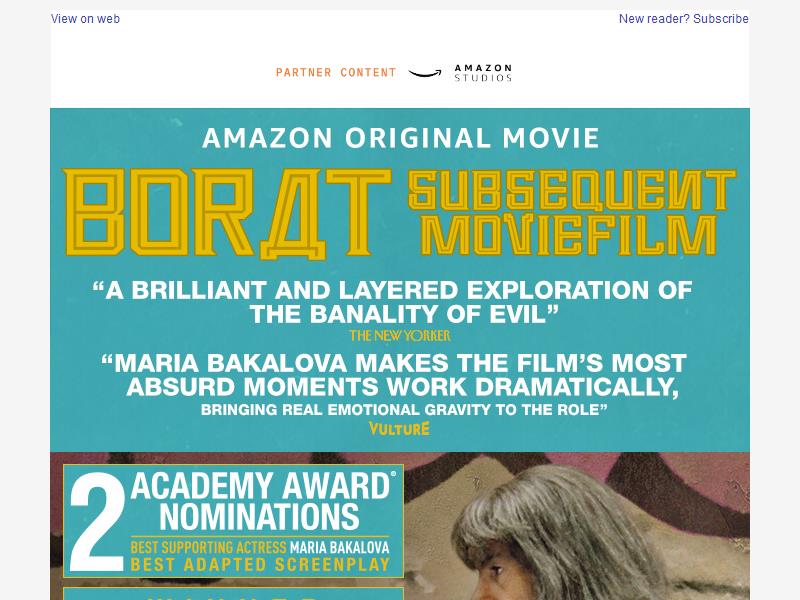 View on web
New reader? Subscribe
PARTNER CONTENT
AMAZON
STUDIOS
AMAZON ORIGINAL MOVIE
BORДT SUBSEQUEИT
MOVIEFILM
“A BRILLIANT AND LAYERED EXPLORATION OF
THE BANALITY OF EVIL”
THE NEW YORKER
“MARIA BAKALOVA MAKES THE FILM’S MOST
ABSURD MOMENTS WORK DRAMATICALLY,
BRINGING REAL EMOTIONAL GRAVITY TO THE ROLE”
VULTURE
2 ACADEMY AWARD®
NOMINATIONS
BEST SUPPORTING ACTRESS MARIA BAKALOVA
BEST ADAPTED SCREENPLAY